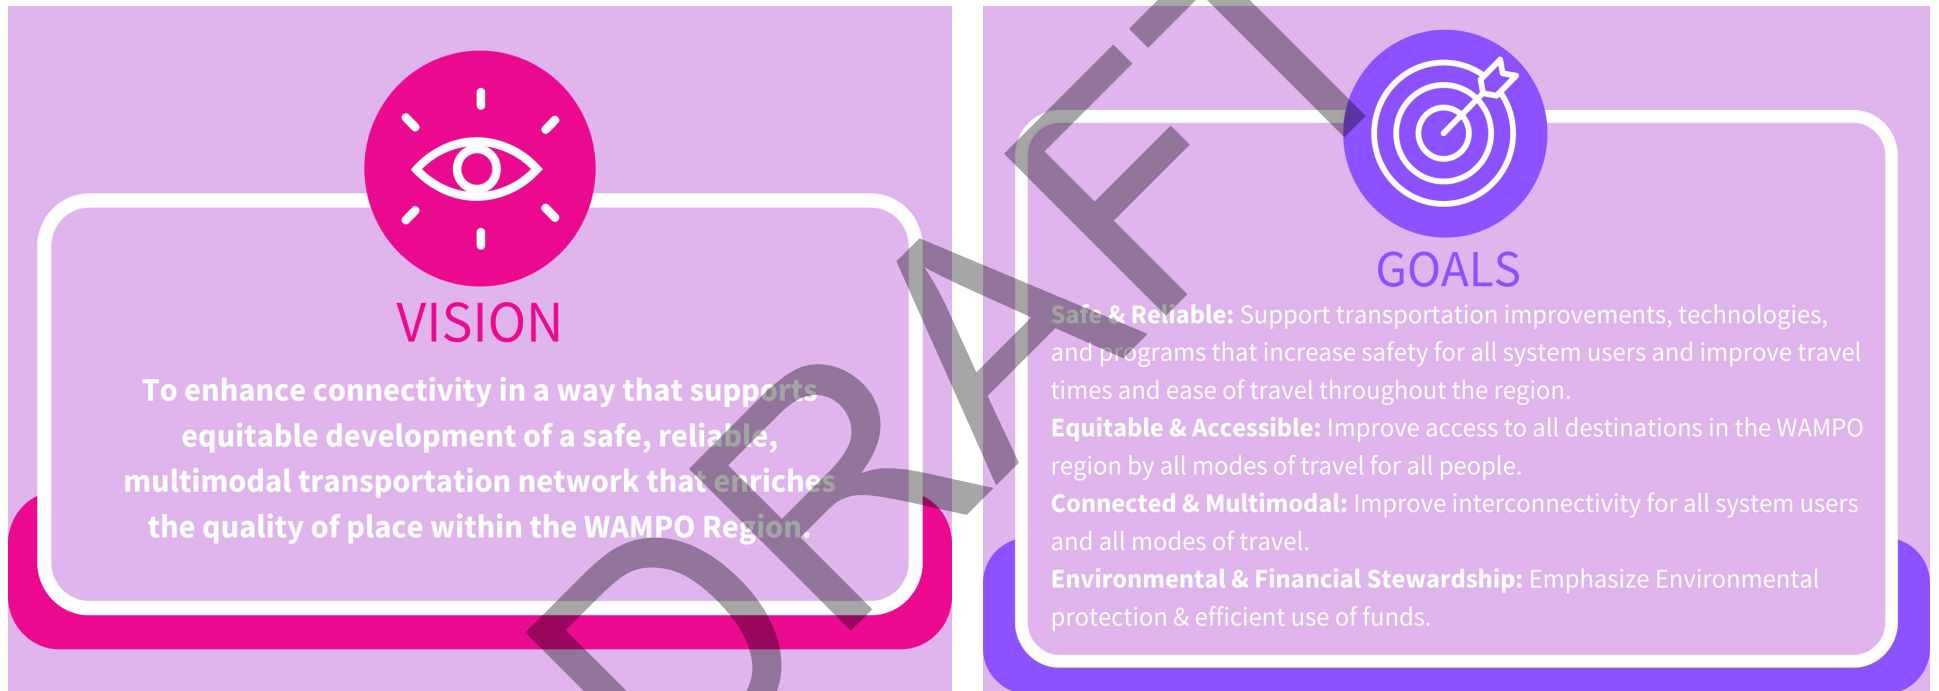 VISION
To enhance connectivity in a way that supports
equitable development of a safe, reliable,
multimodal transportation network that enriches
the quality of place within the WAMPO Region.
GOALS
Safe & Reliable: Support transportation improvements, technologies,
and programs that increase safety for all system users and improve travel
times and ease of travel throughout the region.
Equitable & Accessible: Improve access to all destinations in the WAMPO
region by all modes of travel for all people.
Connected & Multimodal: Improve interconnectivity for all system users
and all modes of travel.
Environmental & Financial Stewardship: Emphasize Environmental
protection & efficient use of funds.
DRAFT